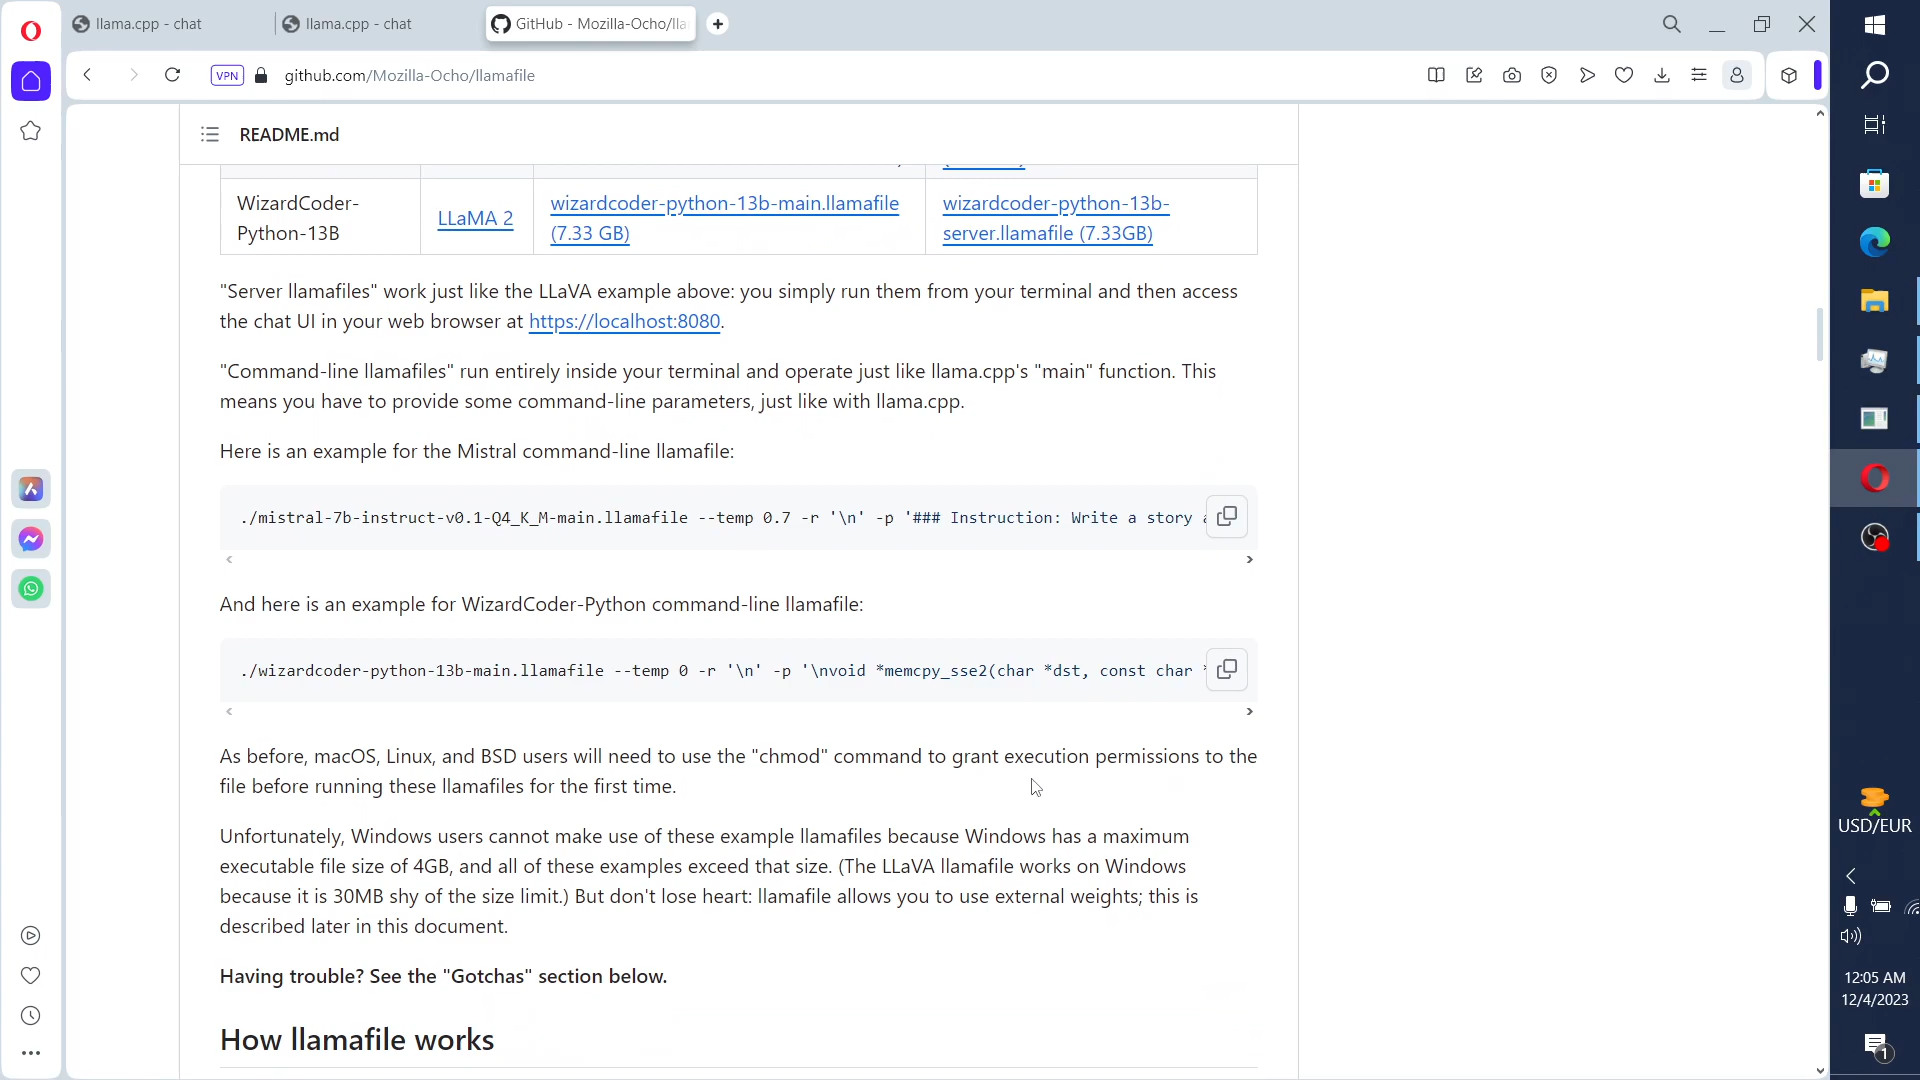 llama.cpp - chat
llama.cpp - chat
GitHub - Mozilla-Ocho/lla
VPN
github.com/Mozilla-Ocho/llamafile
README.md
WizardCoder-
Python-13B
LLaMA 2
wizardcoder-python-13b-main.llamafile
(7.33 GB)
wizardcoder-python-13b-
server.llamafile (7.33GB)
"Server llamafiles" work just like the LLaVA example above: you simply run them from your terminal and then access
the chat UI in your web browser at https://localhost:8080.
"Command-line llamafiles" run entirely inside your terminal and operate just like llama.cpp's "main" function. This
means you have to provide some command-line parameters, just like with llama.cpp.
Here is an example for the Mistral command-line llamafile:
./mistral-7b-instruct-v0.1-Q4_K_M-main.llamafile --temp 0.7 -r '\n' -p '### Instruction: Write a story
And here is an example for WizardCoder-Python command-line llamafile:
./wizardcoder-python-13b-main.llamafile --temp 0 -r '\n' -p '\nvoid *memcpy_sse2(char *dst, const char *
As before, macOS, Linux, and BSD users will need to use the "chmod" command to grant execution permissions to the
file before running these llamafiles for the first time.
Unfortunately, Windows users cannot make use of these example llamafiles because Windows has a maximum
executable file size of 4GB, and all of these examples exceed that size. (The LLaVA llamafile works on Windows
because it is 30MB shy of the size limit.) But don't lose heart: llamafile allows you to use external weights; this is
described later in this document.
Having trouble? See the "Gotchas" section below.
How llamafile works
USD/EUR
12:05 AM
12/4/2023
1